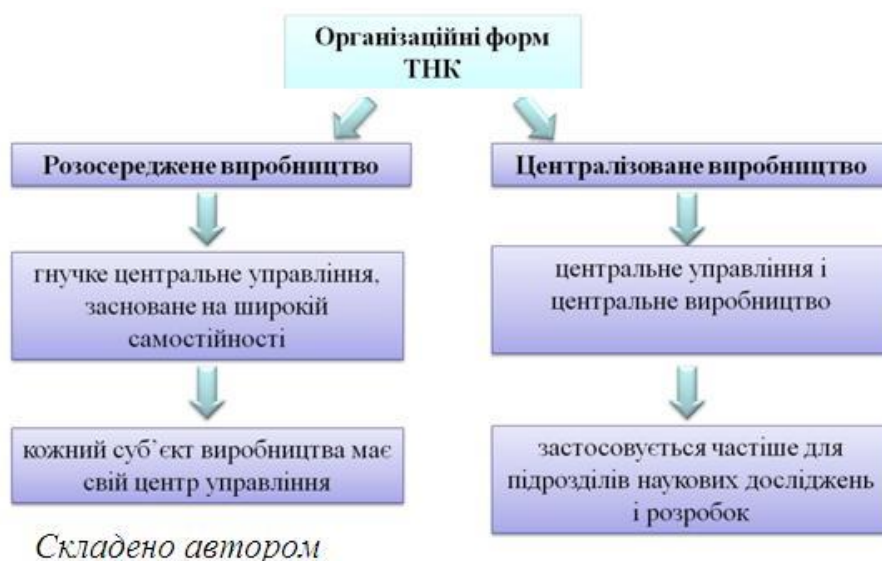 Організаційні форм
ТНК
Розосереджене виробництво
Централізоване виробництво
гнучке центральне управління,
засноване на широкій
самостійності
центральне управління і
центральне виробництво
кожний суб`єкт виробництва має
свій центр управління
застосовується частіше для
підрозділів наукових досліджень
і розробок
Складено автором